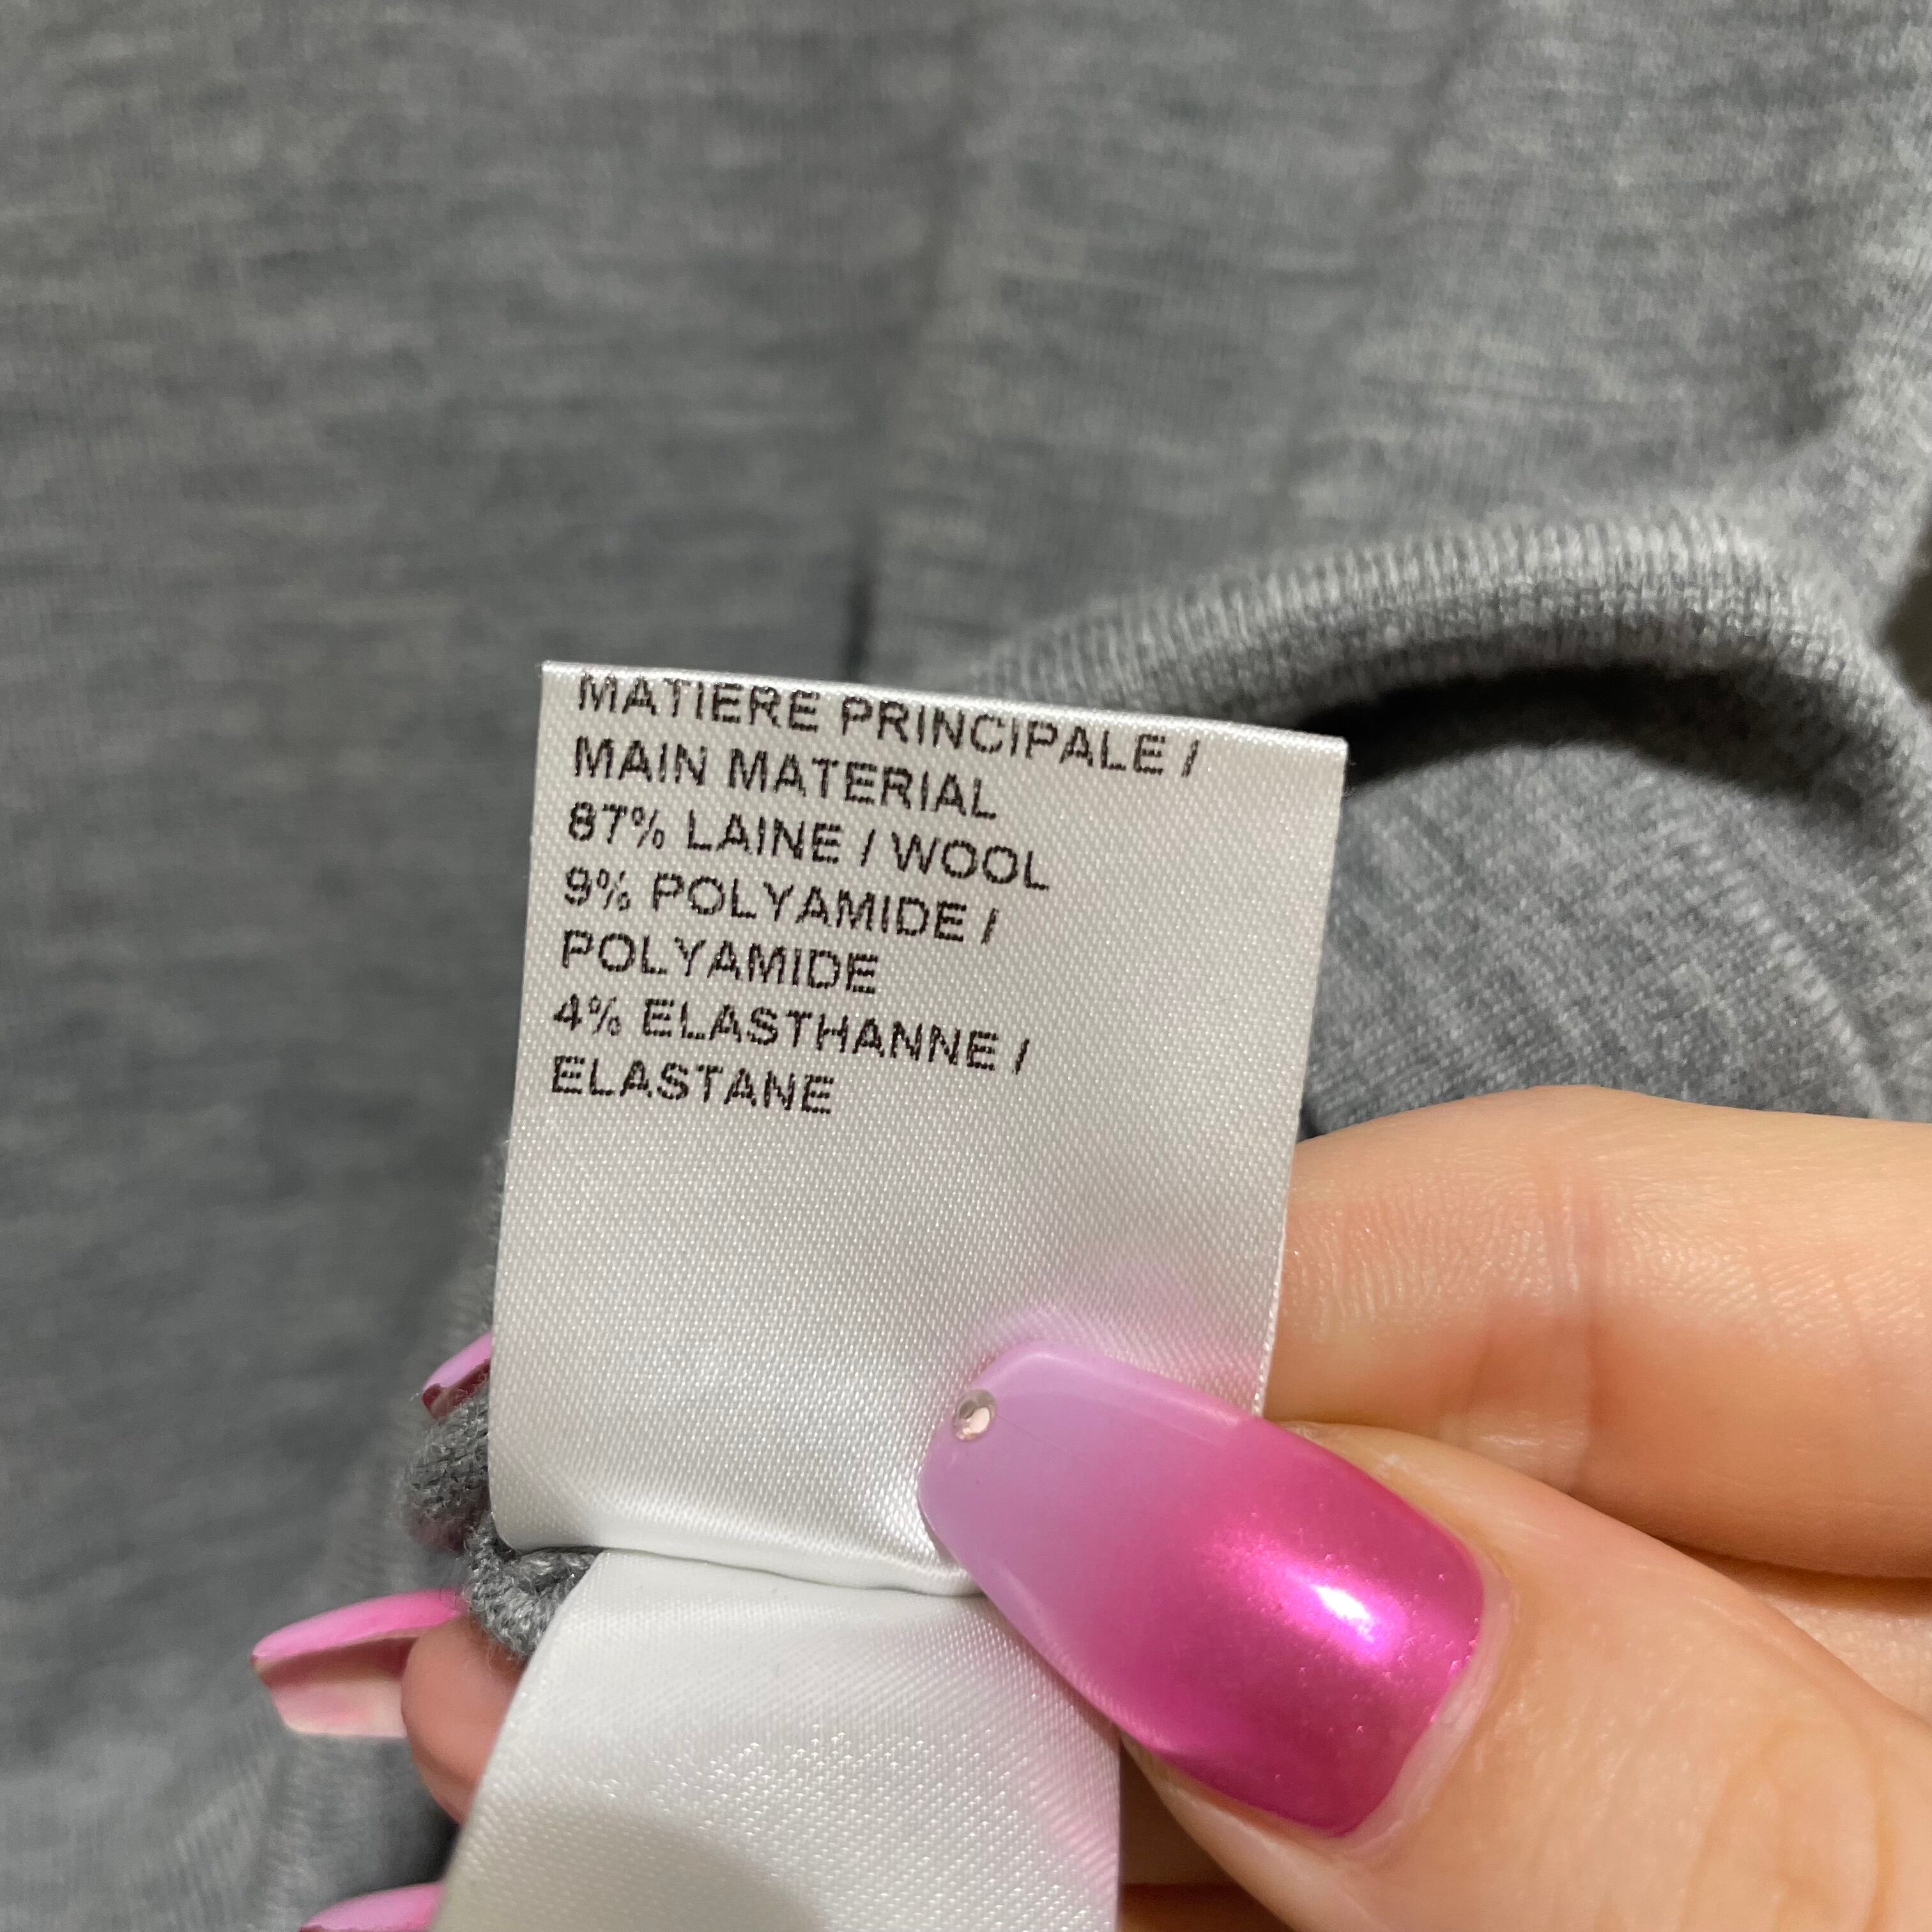 MATIERE PRINCIPALE /
MAIN MATERIAL
87% LAINE / WOOL
9% POLYAMIDE /
POLYAMIDE
4% ELASTHANNE /
ELASTANE